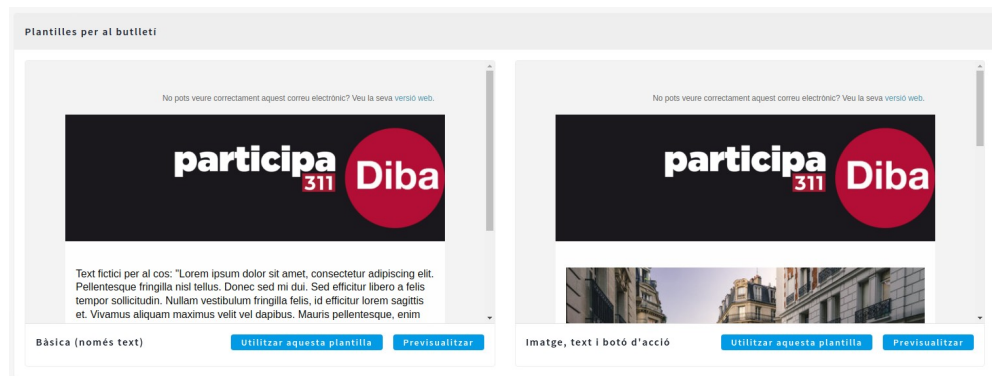 Plantilles per al butlletí
No pots veure correctament aquest correu electrònic? Veu la seva versió web.
participa
311
Diba
Text fictici per al cos: "Lorem ipsum dolor sit amet, consectetur adipiscing elit.
Pellentesque fringilla nisl tellus. Donec sed mi dui. Sed efficitur libero a felis
tempor sollicitudin. Nullam vestibulum fringilla felis, id efficitur lorem sagittis
et. Vivamus aliquam maximus velit vel dapibus. Mauris pellentesque, enim
Bàsica (només text)
Utilitzar aquesta plantilla
Previsualitzar
No pots veure correctament aquest correu electrònic? Veu la seva versió web.
participa
311
Diba
Imatge, text i botó d'acció
Utilitzar aquesta plantilla
Previsualitzar